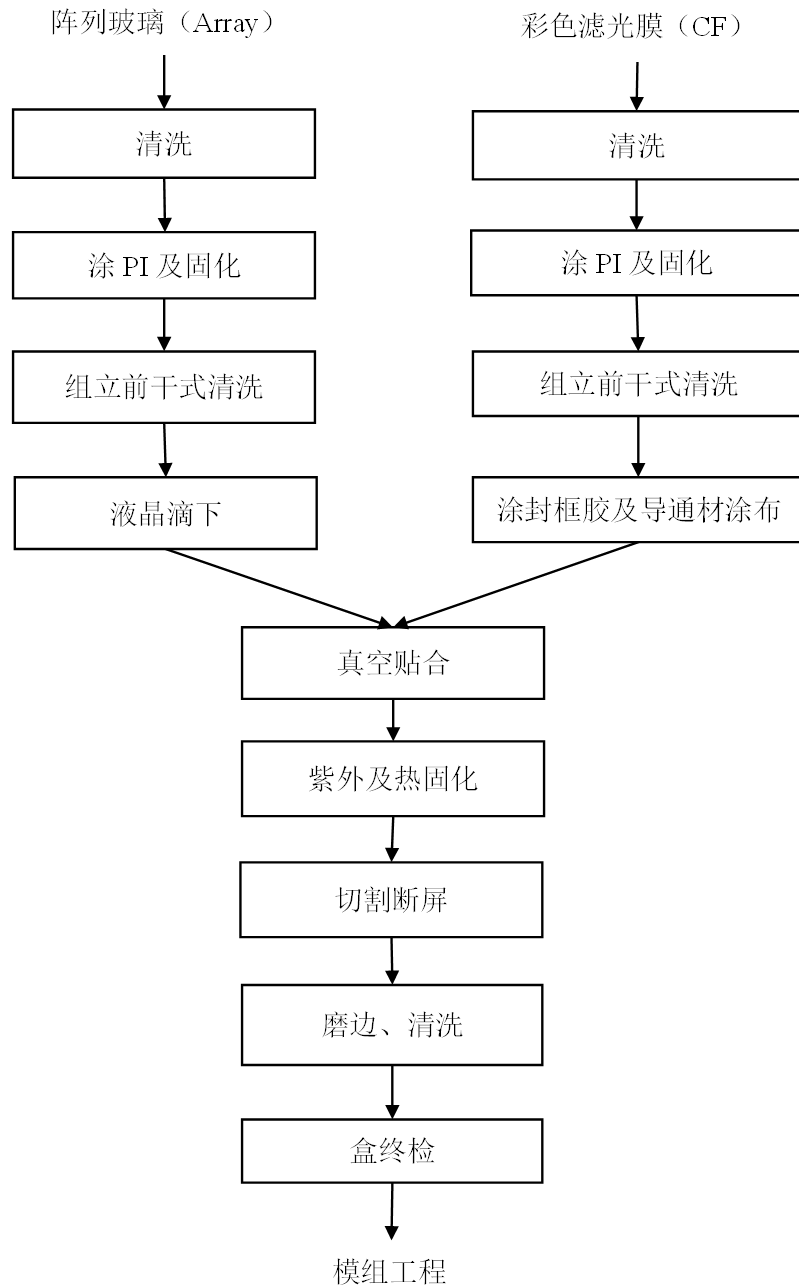 阵列玻璃（Array）
清洗
涂 PI 及固化
组立前干式清洗
液晶滴下
彩色滤光膜（CF）
清洗
涂 PI 及固化
组立前干式清洗
涂封框胶及导通材涂布
真空贴合
紫外及热固化
切割断屏
磨边、清洗
盒终检
模组工程